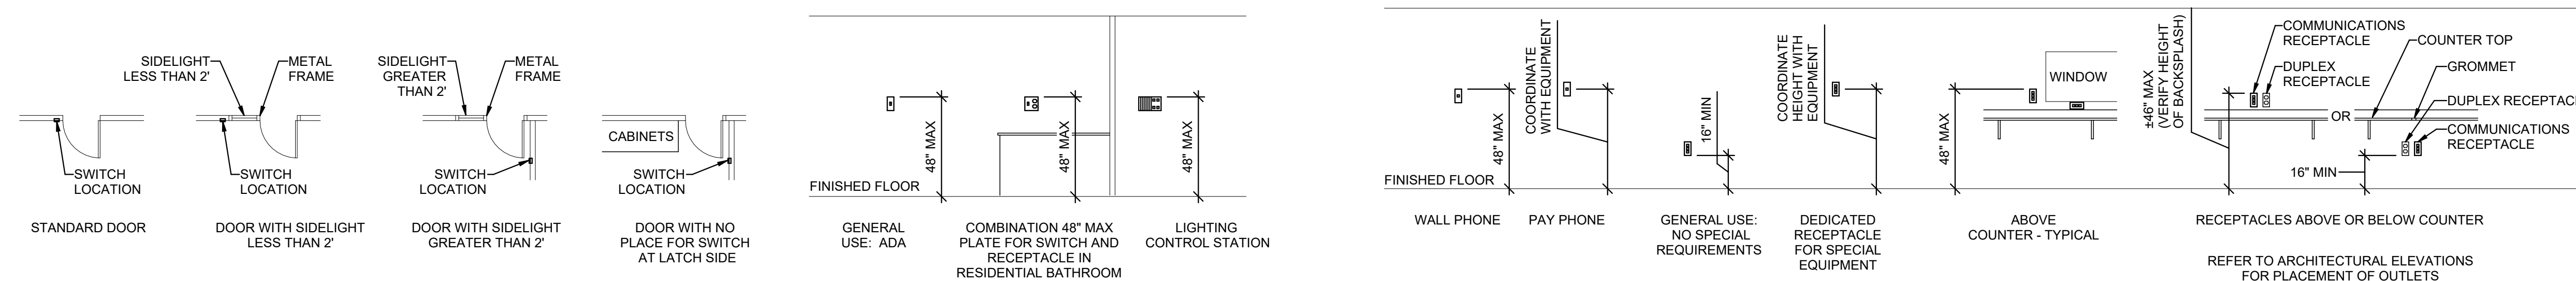 SWITCH
LOCATION
STANDARD DOOR
SIDELIGHT
LESS THAN 2'
METAL
FRAME
SWITCH
LOCATION
DOOR WITH SIDELIGHT
LESS THAN 2'
SIDELIGHT
GREATER
THAN 2'
METAL
FRAME
SWITCH
LOCATION
DOOR WITH SIDELIGHT
GREATER THAN 2'
CABINETS
SWITCH
LOCATION
DOOR WITH NO
PLACE FOR SWITCH
AT LATCH SIDE
FINISHED FLOOR
48" MAX
GENERAL
USE: ADA
48" MAX
COMBINATION 48" MAX
PLATE FOR SWITCH AND
RECEPTACLE IN
RESIDENTIAL BATHROOM
48" MAX
LIGHTING
CONTROL STATION
FINISHED FLOOR
48" MAX
WALL PHONE
COORDINATE
WITH EQUIPMENT
PAY PHONE
16" MIN
GENERAL USE:
NO SPECIAL
REQUIREMENTS
COORDINATE
HEIGHT WITH
EQUIPMENT
DEDICATED
RECEPTACLE
FOR SPECIAL
EQUIPMENT
48" MAX
WINDOW
ABOVE
COUNTER - TYPICAL
±46" MAX
(VERIFY HEIGHT
OF BACKSPLASH)
COMMUNICATIONS
RECEPTACLE
DUPLEX
RECEPTACLE
OR
COUNTER TOP
GROMMET
DUPLEX RECEPTAC
COMMUNICATIONS
RECEPTACLE
16" MIN
RECEPTACLES ABOVE OR BELOW COUNTER
REFER TO ARCHITECTURAL ELEVATIONS
FOR PLACEMENT OF OUTLETS